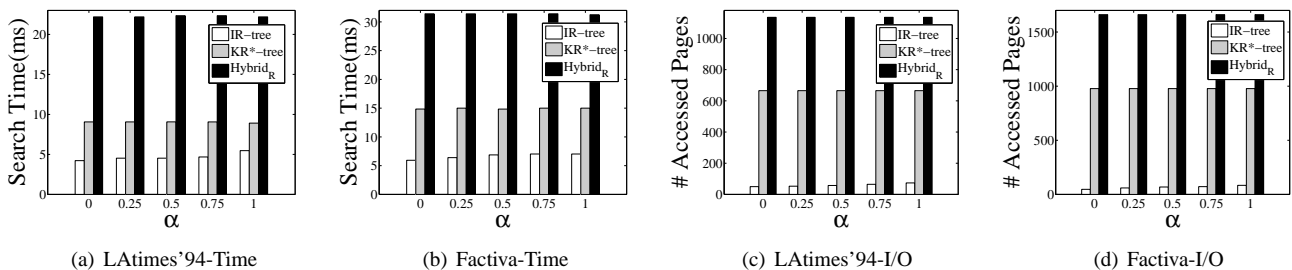 Search Time(ms)
20
15
10
5
0
0 0.25 0.5 0.75 1
α
IR−tree
KR*−tree
Hybrid_R
(a) LAtimes’94-Time
Search Time(ms)
30
25
20
15
10
5
0
0 0.25 0.5 0.75 1
α
IR−tree
KR*−tree
Hybrid_R
(b) Factiva-Time
# Accessed Pages
1000
800
600
400
200
0
0 0.25 0.5 0.75 1
α
IR−tree
KR*−tree
Hybrid_R
(c) LAtimes’94-I/O
# Accessed Pages
1500
1000
500
0
0 0.25 0.5 0.75 1
α
IR−tree
KR*−tree
Hybrid_R
(d) Factiva-I/O